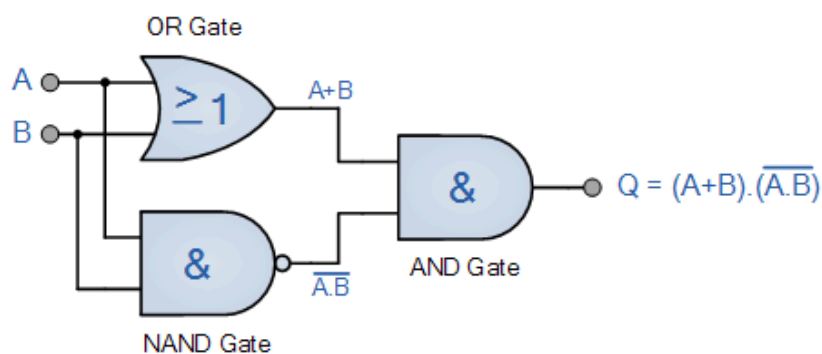 OR Gate
A
≥1
A+B
B
&
Q = (A+B).(A̅.̅B̅)
&
A̅.̅B̅
AND Gate
NAND Gate